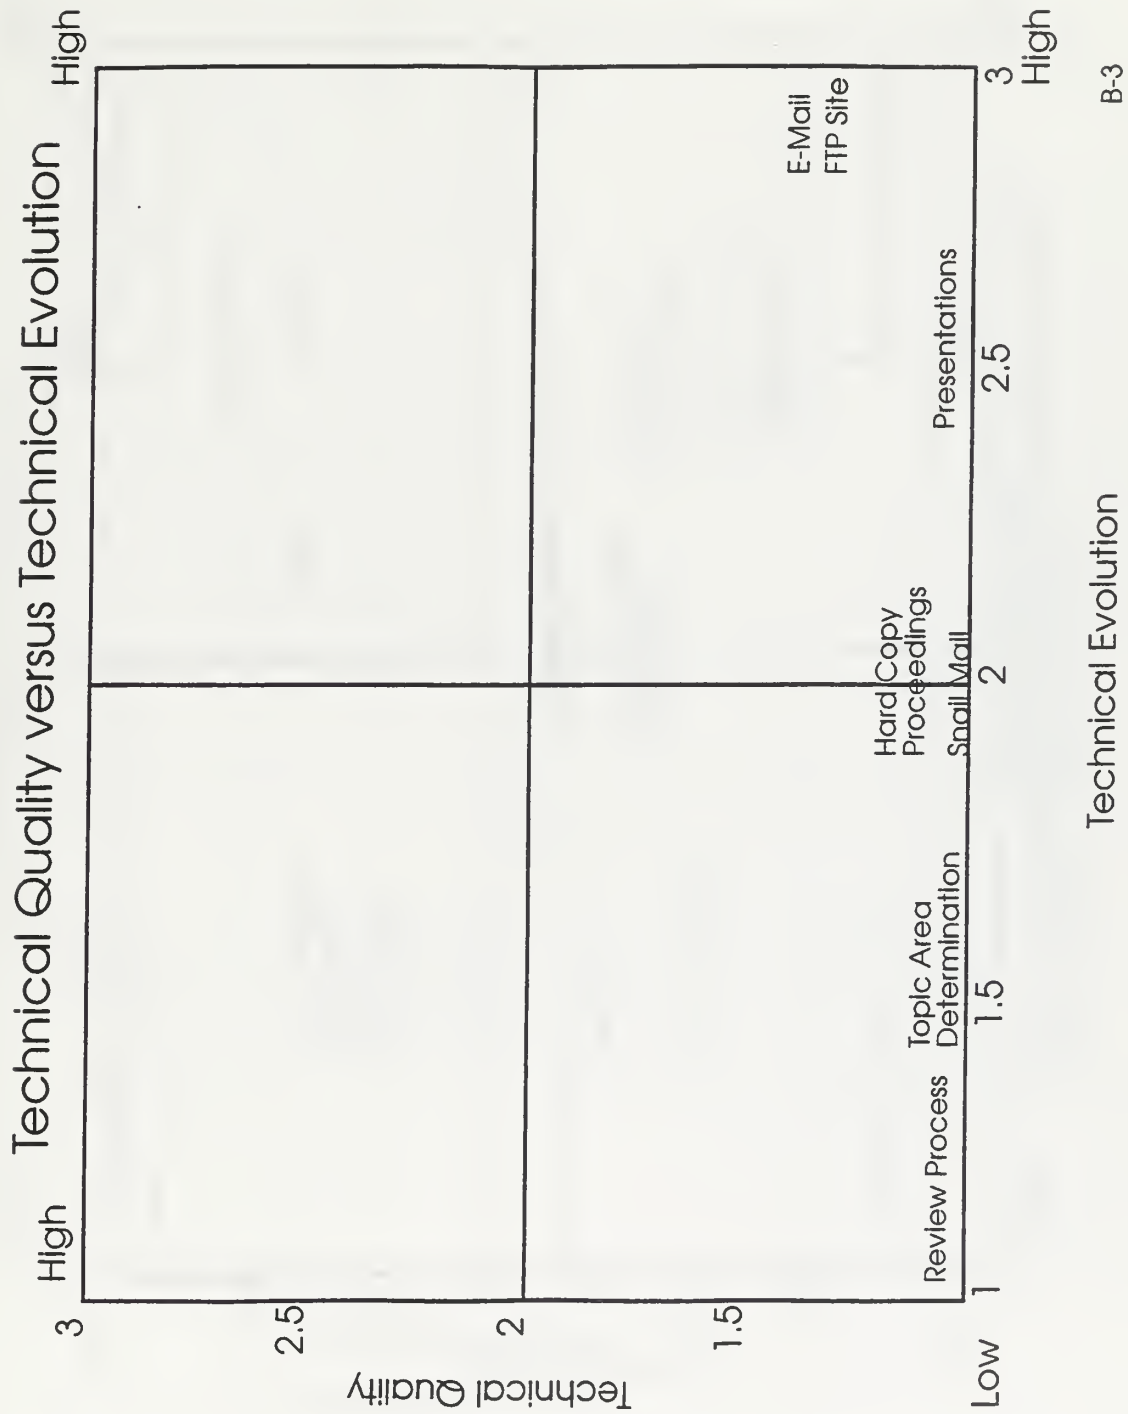 Technical Quality versus Technical Evolution
High
High
3
2.5
2
1.5
Technical Quality
E-Mail
FTP Site
Hard Copy
Proceedings
Presentations
Topic Area
Determination
Snail Mail
Review Process
Low
1
1.5
2
2.5
3
High
Technical Evolution
B-3